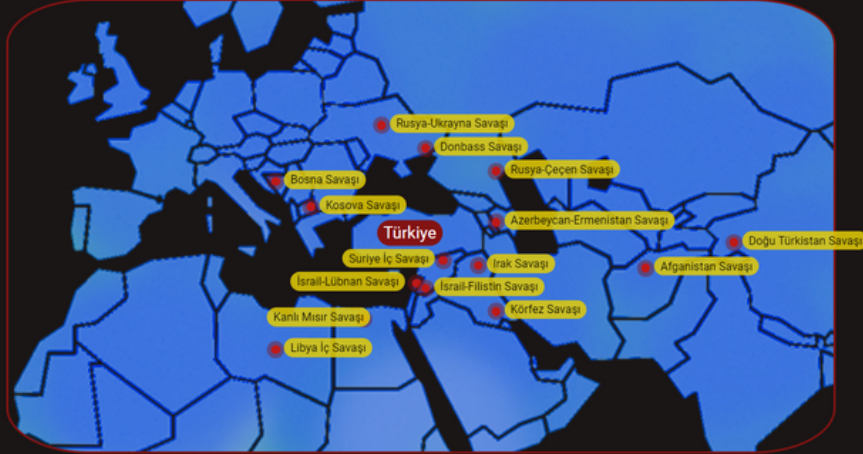 Rusya-Ukrayna Savaşı
Donbass Savaşı
Rusya-Çeçen Savaşı
Bosna Savaşı
Kosova Savaşı
Azerbeycan-Ermenistan Savaşı
Türkiye
Doğu Türkistan Savaşı
Suriye İç Savaşı
Irak Savaşı
Afganistan Savaşı
İsrail-Lübnan Savaşı
İsrail-Filistin Savaşı
Körfez Savaşı
Kanlı Mısır Savaşı
Libya İç Savaşı